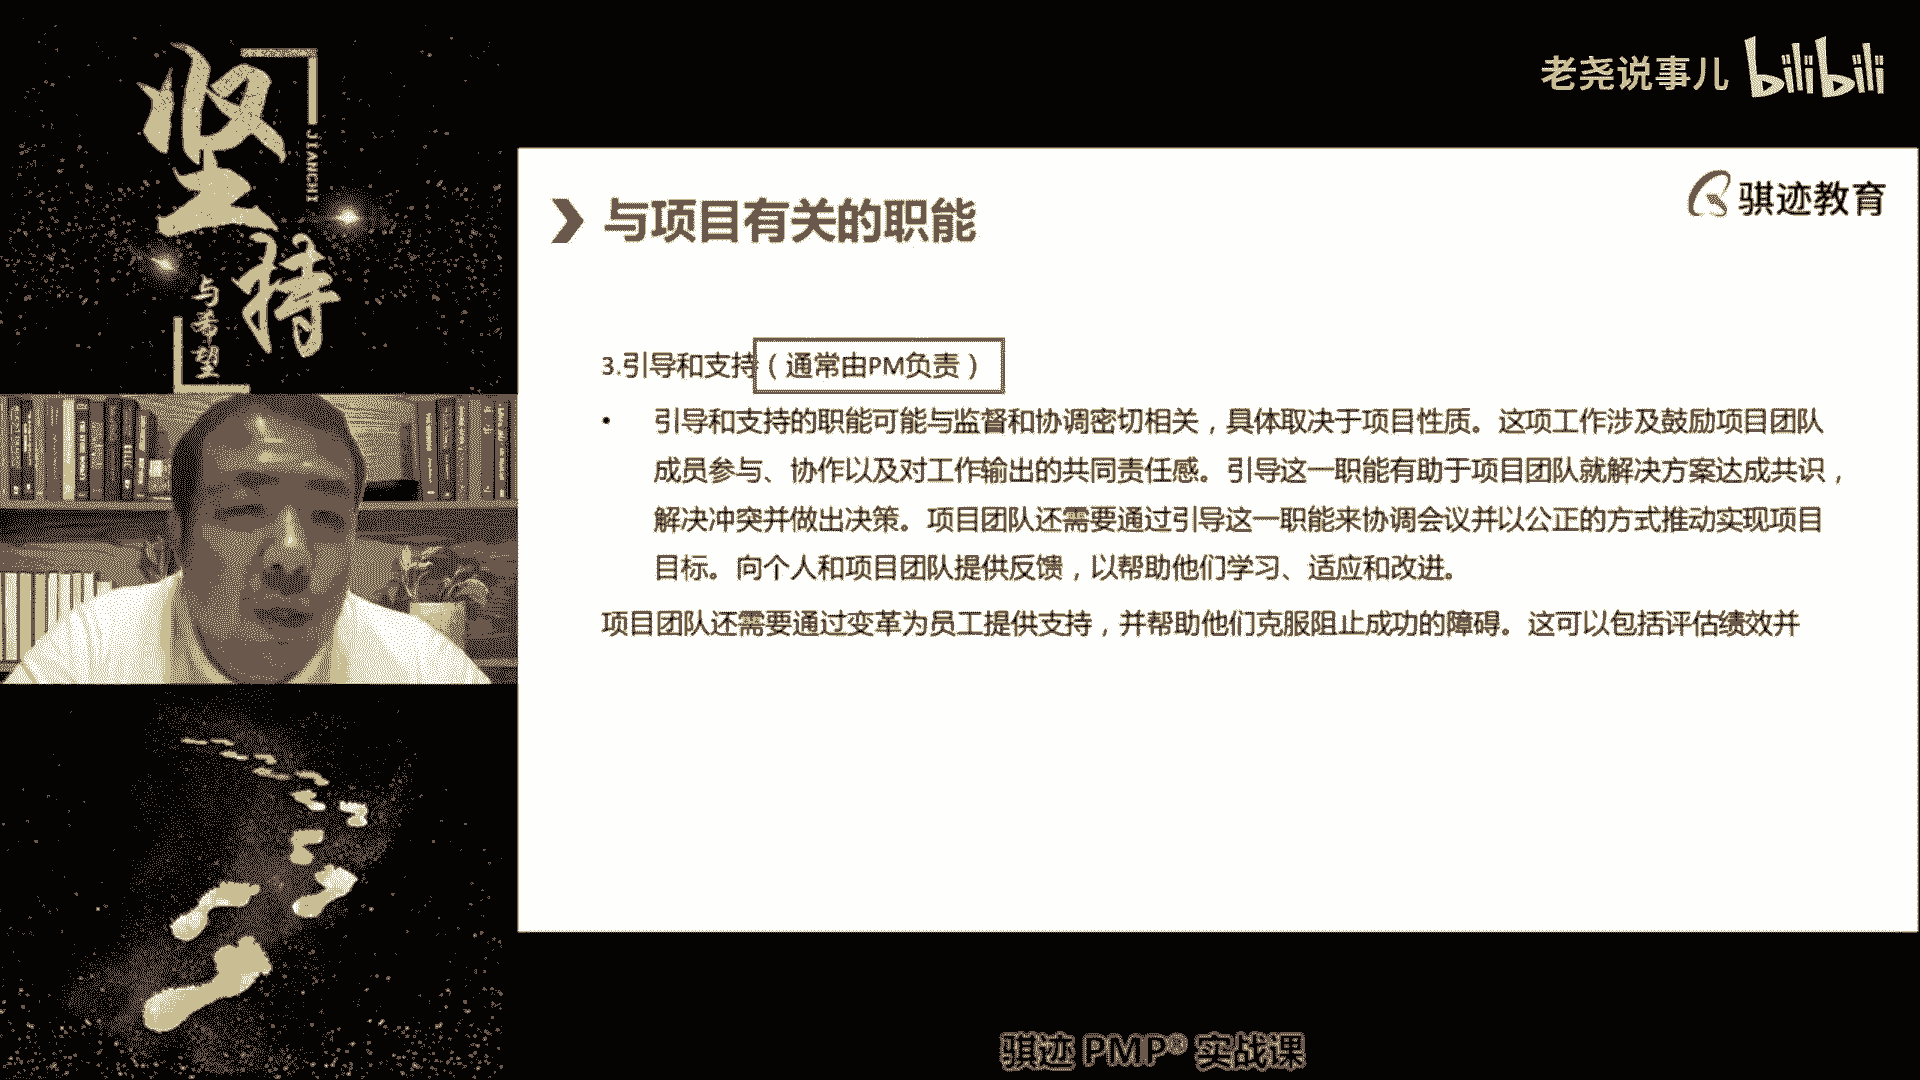 坚持
JIANCHI
与希望
老尧说事儿 bilibili
骐迹教育
与项目有关的职能
3.引导和支持（通常由PM负责）
• 引导和支持的职能可能与监督和协调密切相关，具体取决于项目性质。这项工作涉及鼓励项目团队
成员参与、协作以及对工作输出的共同责任感。引导这一职能有助于项目团队就解决方案达成共识，
解决冲突并做出决策。项目团队还需要通过引导这一职能来协调会议并以公正的方式推动实现项目
目标。向个人和项目团队提供反馈，以帮助他们学习、适应和改进。
项目团队还需要通过变革为员工提供支持，并帮助他们克服阻止成功的障碍。这可以包括评估绩效并
骐迹 PMP® 实战课